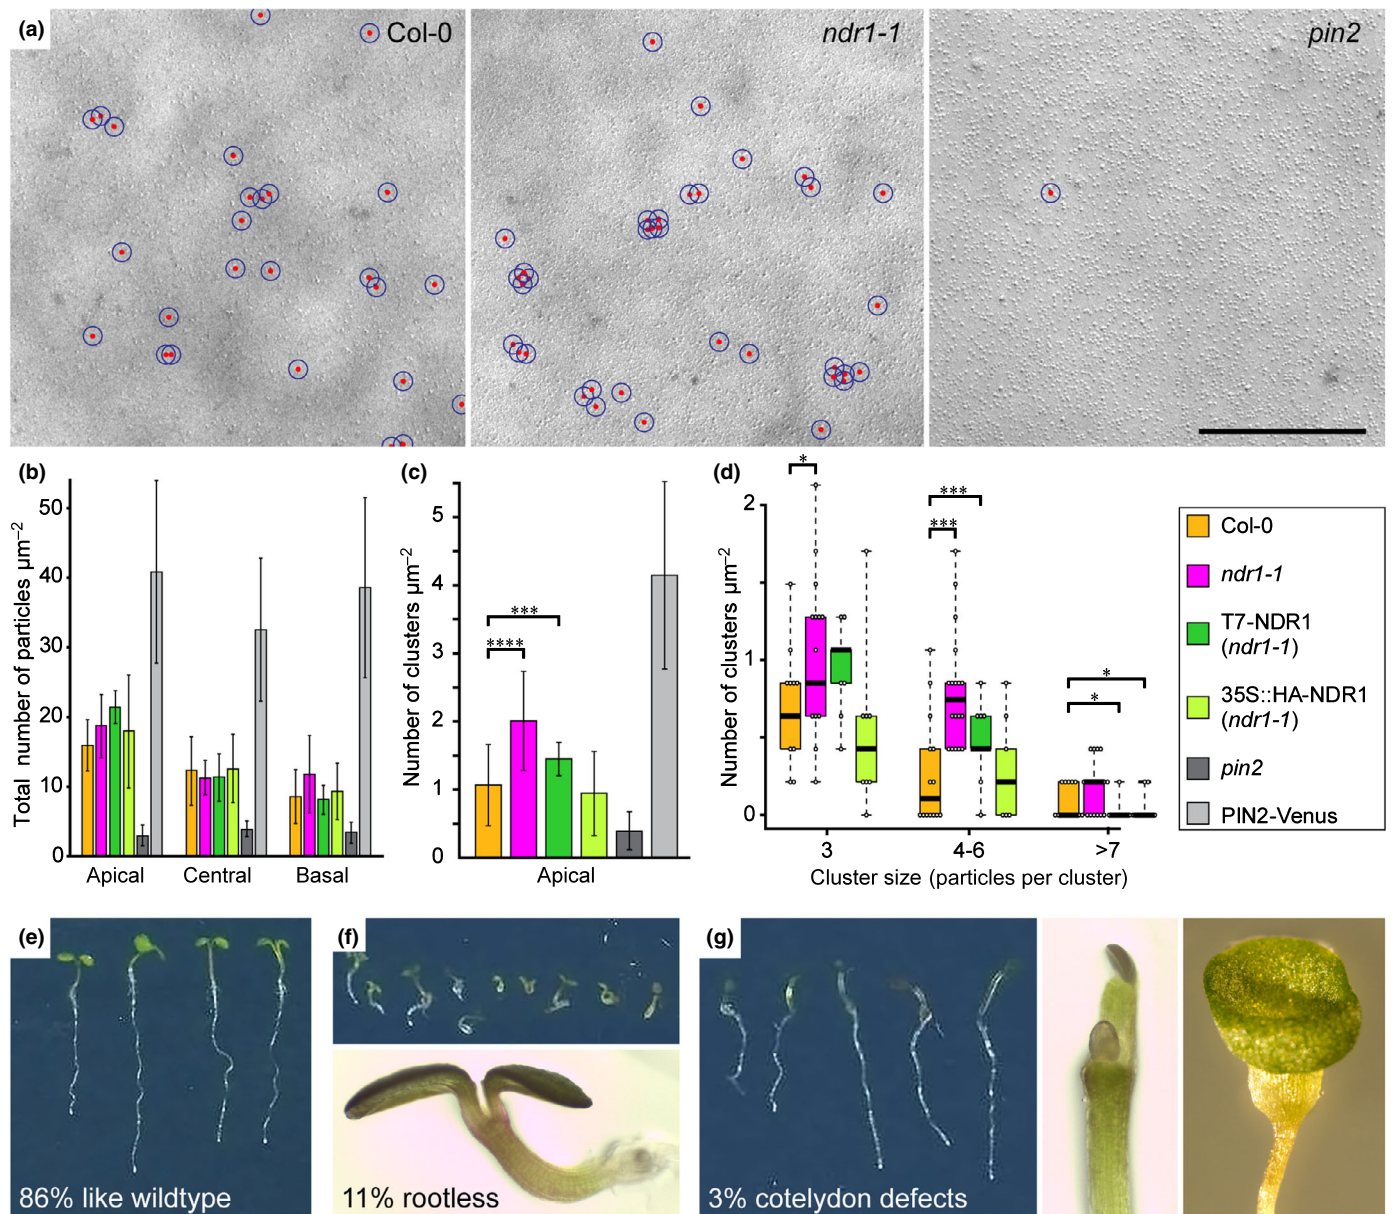 (a)
Col-0
ndr1-1
pin2
(b)
Total number of particles µm−2
50
40
30
20
10
0
Apical
Central
Basal
(c)
Number of clusters µm−2
5
4
3
2
1
0
***
****
Apical
(d)
Number of clusters µm−2
2
1
0
*
***
***
*
*
3
4-6
>7
Cluster size (particles per cluster)
Col-0
ndr1-1
T7-NDR1
(ndr1-1)
35S::HA-NDR1
(ndr1-1)
pin2
PIN2-Venus
(e)
86% like wildtype
(f)
11% rootless
(g)
3% cotelydon defects